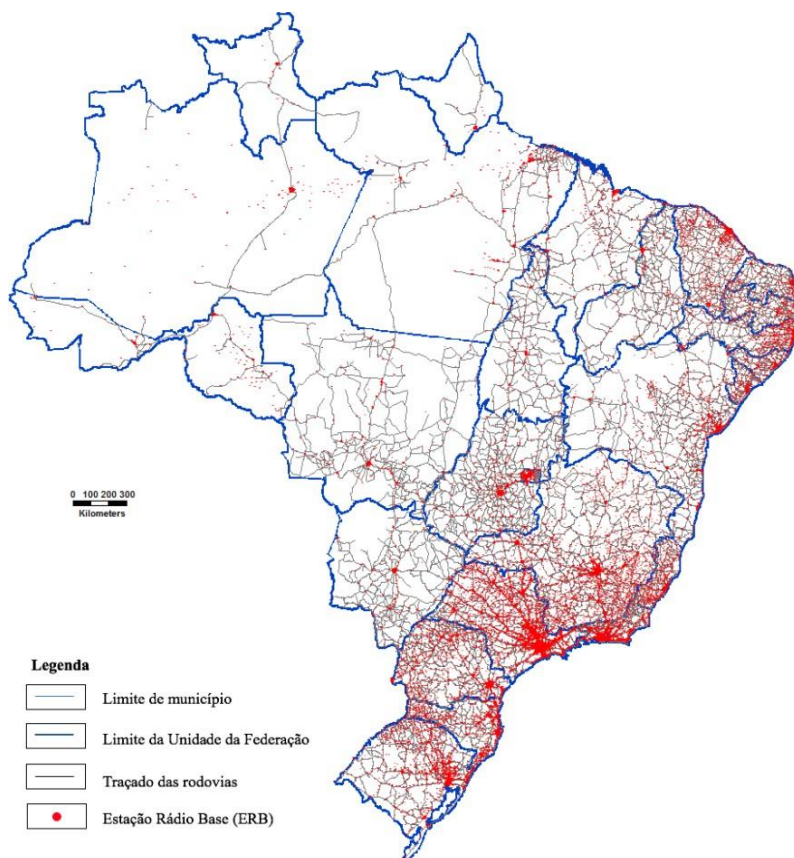 0 100 200 300
Kilometers
Legenda
Limite de município
Limite da Unidade da Federação
Traçado das rodovias
Estação Rádio Base (ERB)